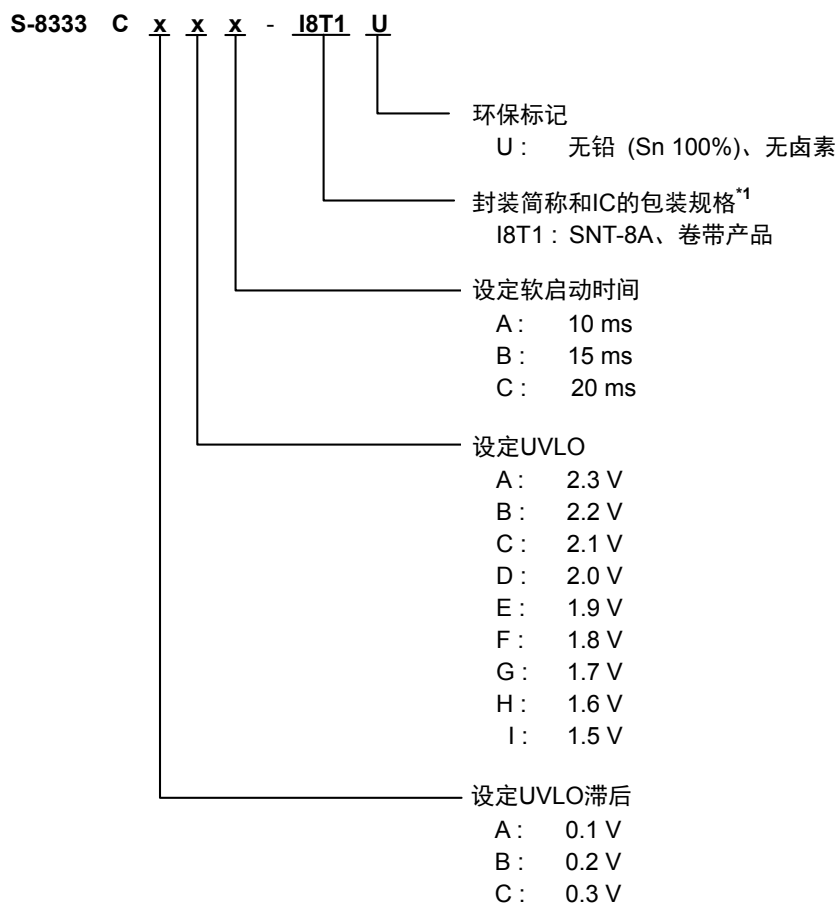 S-8333 C x x x - I8T1 U
环保标记
U : 无铅 (Sn 100%)、无卤素
封装简称和IC的包装规格*1
I8T1 : SNT-8A、卷带产品
设定软启动时间
A : 10 ms
B : 15 ms
C : 20 ms
设定UVLO
A : 2.3 V
B : 2.2 V
C : 2.1 V
D : 2.0 V
E : 1.9 V
F : 1.8 V
G : 1.7 V
H : 1.6 V
I : 1.5 V
设定UVLO滞后
A : 0.1 V
B : 0.2 V
C : 0.3 V